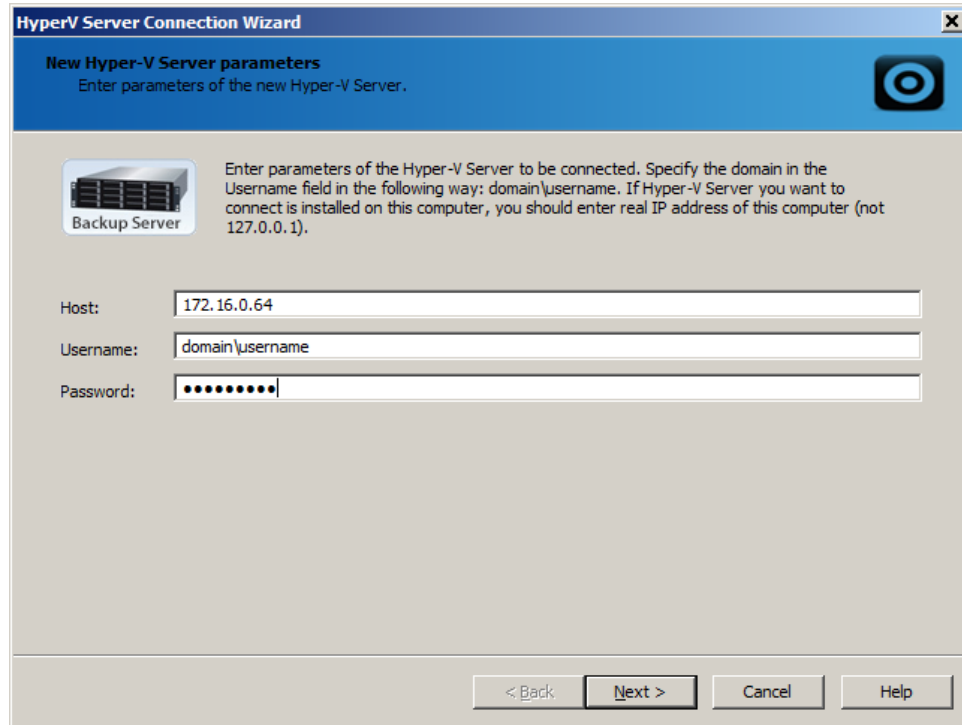 HyperV Server Connection Wizard
New Hyper-V Server parameters
Enter parameters of the new Hyper-V Server.
Enter parameters of the Hyper-V Server to be connected. Specify the domain in the
Username field in the following way: domain\username. If Hyper-V Server you want to
connect is installed on this computer, you should enter real IP address of this computer (not
127.0.0.1).
Backup Server
Host:
172.16.0.64
Username:
domain\username
Password:
●●●●●●●●●
< Back
Next >
Cancel
Help